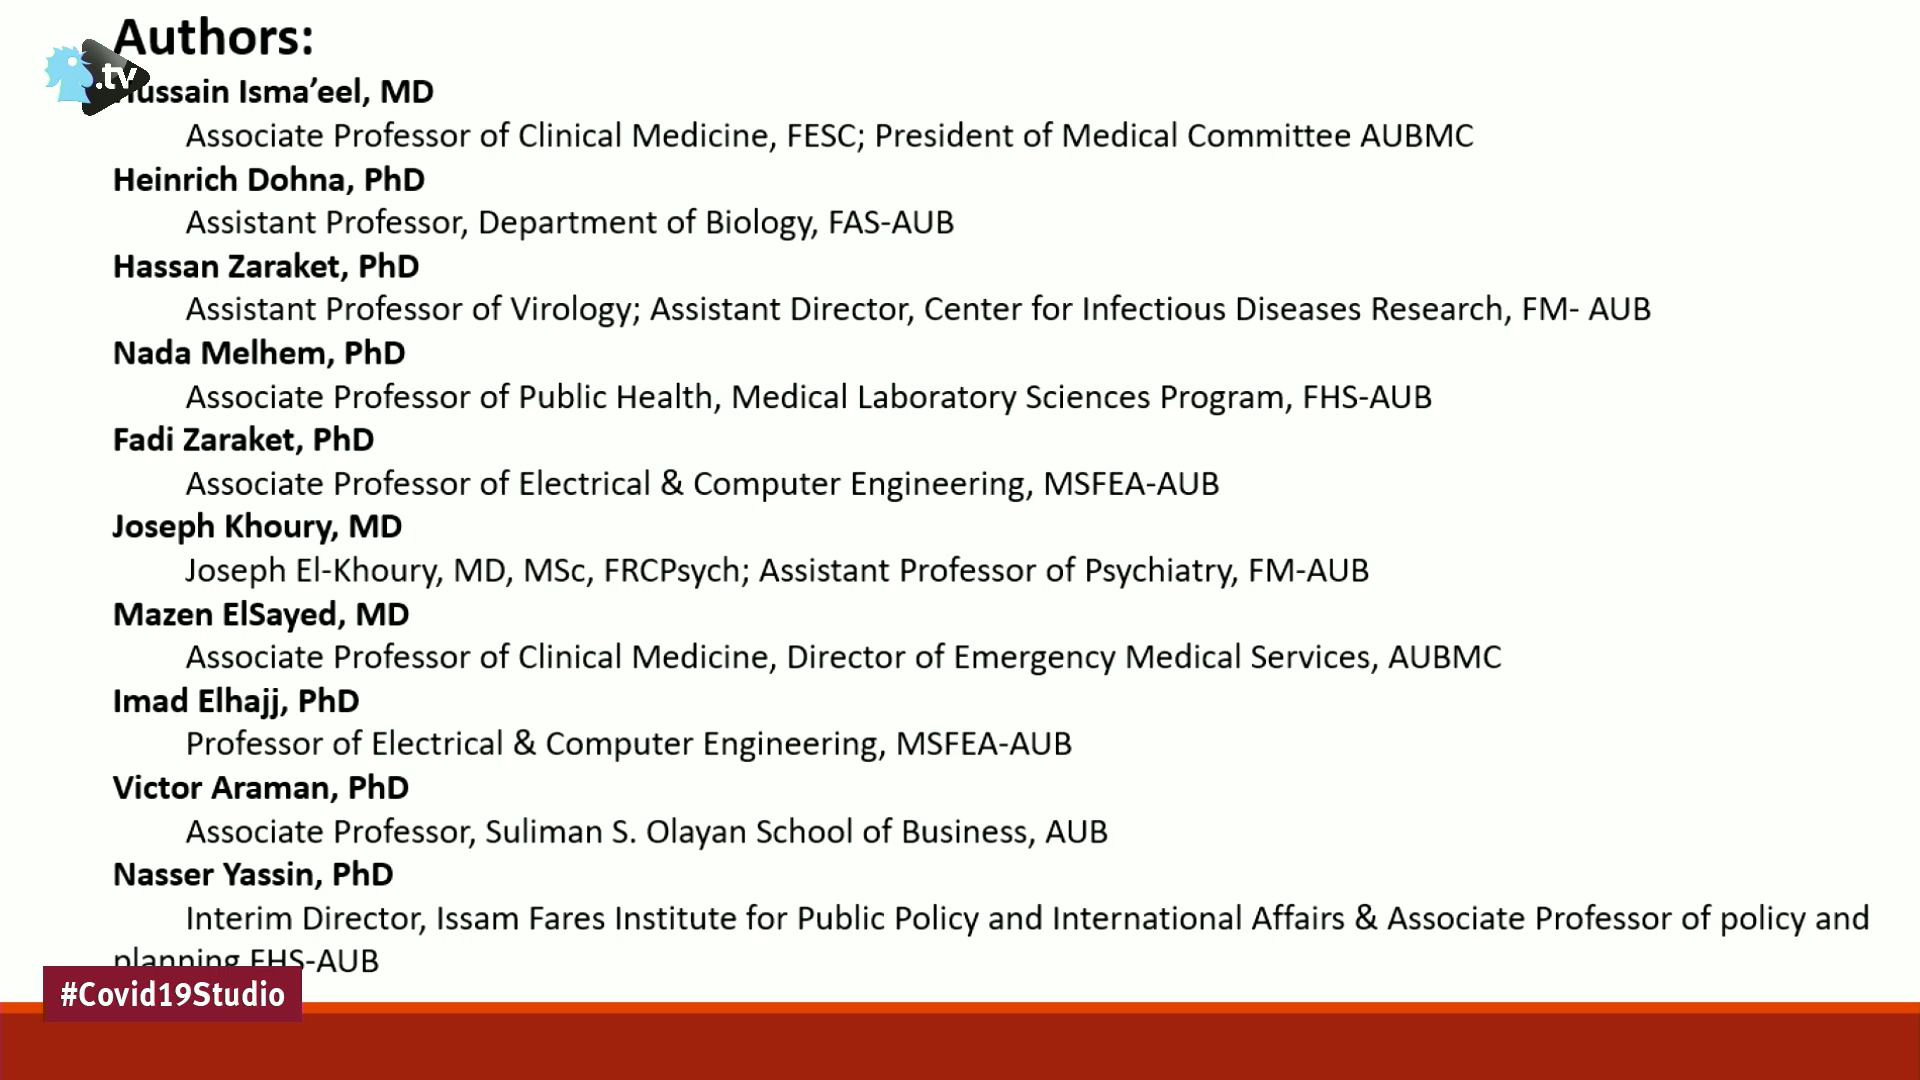 Authors:
.tv
Hussain Isma’eel, MD
Associate Professor of Clinical Medicine, FESC; President of Medical Committee AUBMC
Heinrich Dohna, PhD
Assistant Professor, Department of Biology, FAS-AUB
Hassan Zaraket, PhD
Assistant Professor of Virology; Assistant Director, Center for Infectious Diseases Research, FM- AUB
Nada Melhem, PhD
Associate Professor of Public Health, Medical Laboratory Sciences Program, FHS-AUB
Fadi Zaraket, PhD
Associate Professor of Electrical & Computer Engineering, MSFEA-AUB
Joseph Khoury, MD
Joseph El-Khoury, MD, MSc, FRCPsych; Assistant Professor of Psychiatry, FM-AUB
Mazen ElSayed, MD
Associate Professor of Clinical Medicine, Director of Emergency Medical Services, AUBMC
Imad Elhajj, PhD
Professor of Electrical & Computer Engineering, MSFEA-AUB
Victor Araman, PhD
Associate Professor, Suliman S. Olayan School of Business, AUB
Nasser Yassin, PhD
Interim Director, Issam Fares Institute for Public Policy and International Affairs & Associate Professor of policy and
planning FHS-AUB
#Covid19Studio